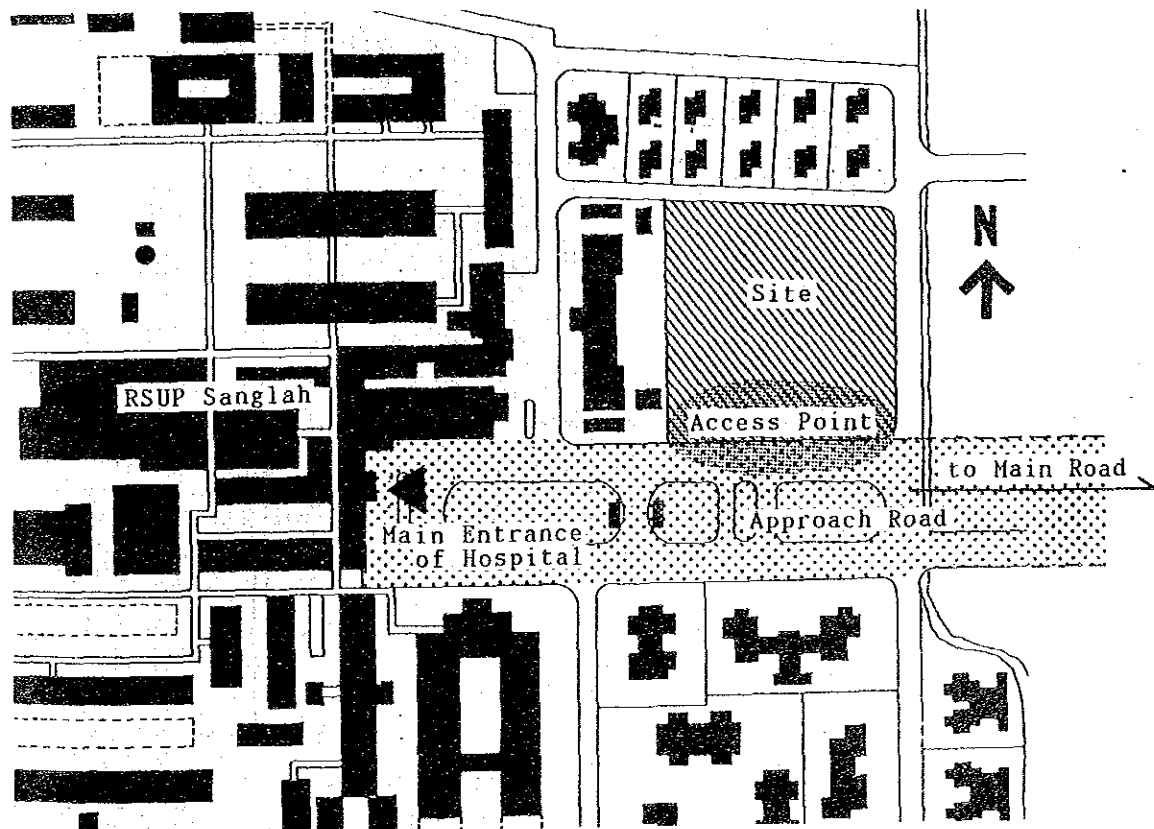 N
Site
RSUP Sanglah
Access Point
to Main Road
Main Entrance
of Hospital
Approach Road